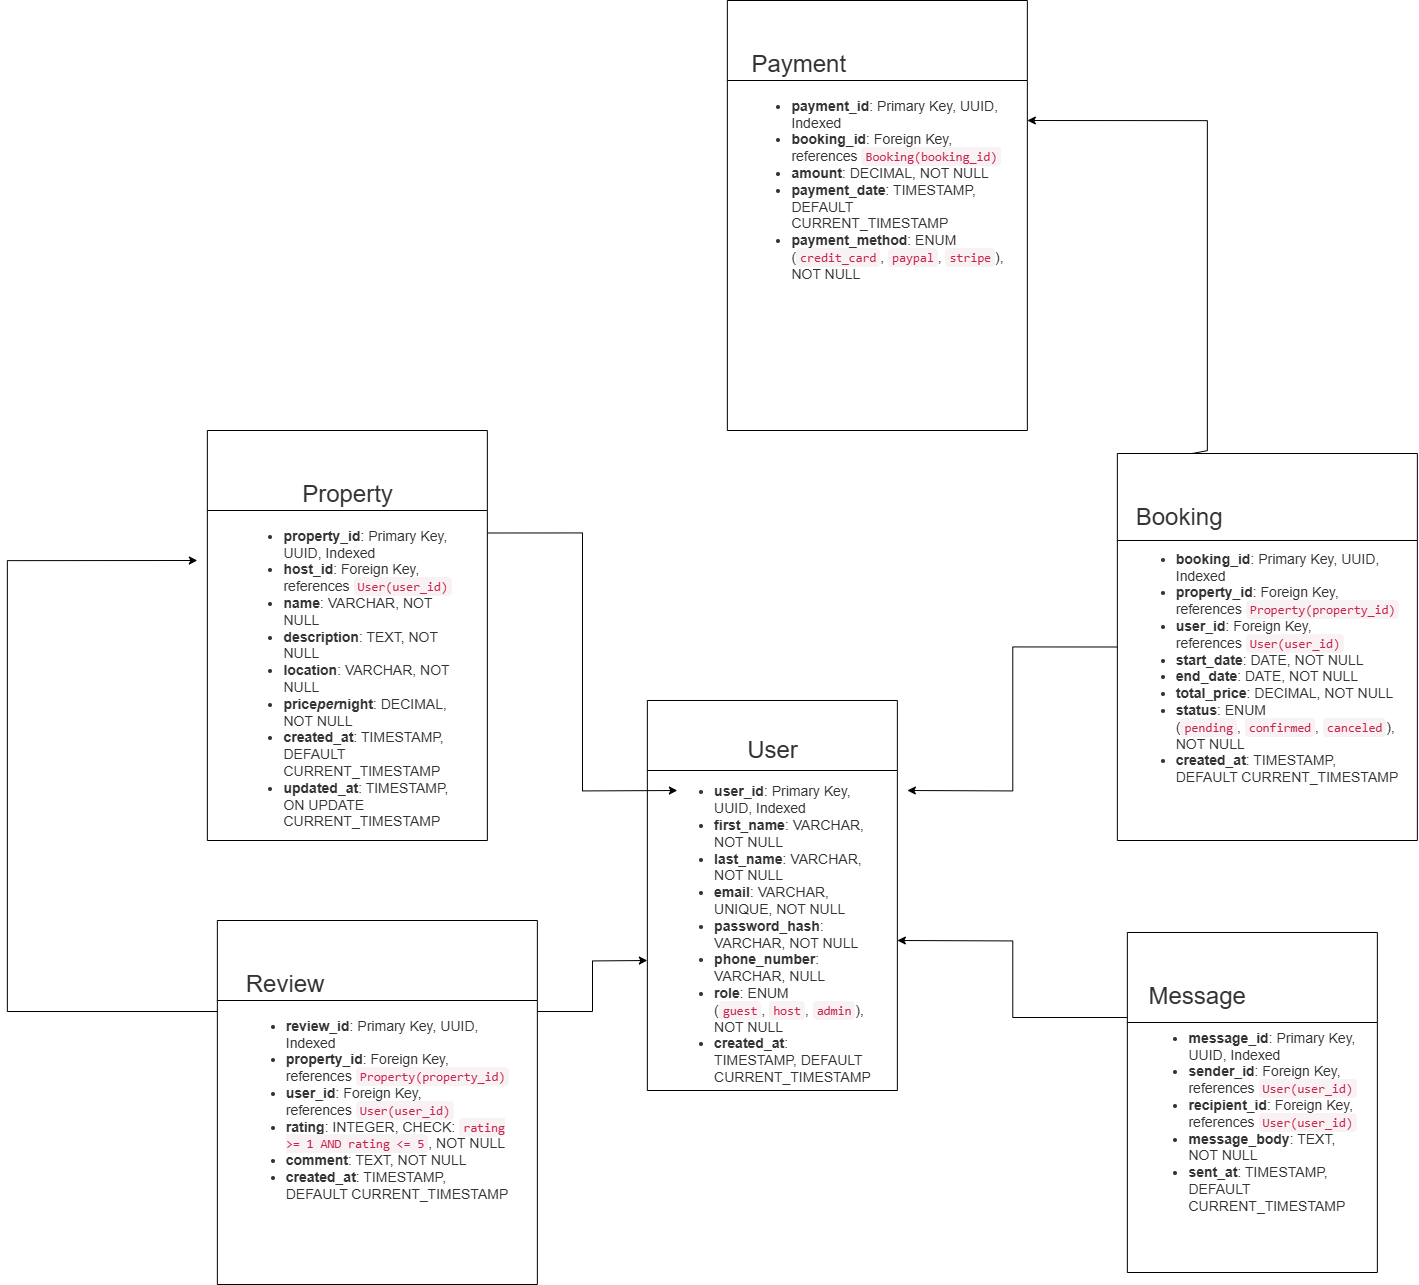 Payment
payment_id: Primary Key, UUID,
Indexed
booking_id: Foreign Key,
references Booking(booking_id)
amount: DECIMAL, NOT NULL
payment_date: TIMESTAMP,
DEFAULT
CURRENT_TIMESTAMP
payment_method: ENUM
(credit_card, paypal, stripe),
NOT NULL
Property
property_id: Primary Key,
UUID, Indexed
host_id: Foreign Key,
references User(user_id)
name: VARCHAR, NOT
NULL
description: TEXT, NOT
NULL
location: VARCHAR, NOT
NULL
pricepernight: DECIMAL,
NOT NULL
created_at: TIMESTAMP,
DEFAULT
CURRENT_TIMESTAMP
updated_at: TIMESTAMP,
ON UPDATE
CURRENT_TIMESTAMP
Booking
booking_id: Primary Key, UUID,
Indexed
property_id: Foreign Key,
references Property(property_id)
user_id: Foreign Key,
references User(user_id)
start_date: DATE, NOT NULL
end_date: DATE, NOT NULL
total_price: DECIMAL, NOT NULL
status: ENUM
(pending, confirmed, canceled),
NOT NULL
created_at: TIMESTAMP,
DEFAULT CURRENT_TIMESTAMP
User
user_id: Primary Key,
UUID, Indexed
first_name: VARCHAR,
NOT NULL
last_name: VARCHAR,
NOT NULL
email: VARCHAR,
UNIQUE, NOT NULL
password_hash:
VARCHAR, NOT NULL
phone_number:
VARCHAR, NULL
role: ENUM
(guest, host, admin),
NOT NULL
created_at:
TIMESTAMP, DEFAULT
CURRENT_TIMESTAMP
Review
review_id: Primary Key, UUID,
Indexed
property_id: Foreign Key,
references Property(property_id)
user_id: Foreign Key,
references User(user_id)
rating: INTEGER, CHECK: rating
>= 1 AND rating <= 5, NOT NULL
comment: TEXT, NOT NULL
created_at: TIMESTAMP,
DEFAULT CURRENT_TIMESTAMP
Message
message_id: Primary Key,
UUID, Indexed
sender_id: Foreign Key,
references User(user_id)
recipient_id: Foreign Key,
references User(user_id)
message_body: TEXT,
NOT NULL
sent_at: TIMESTAMP,
DEFAULT
CURRENT_TIMESTAMP